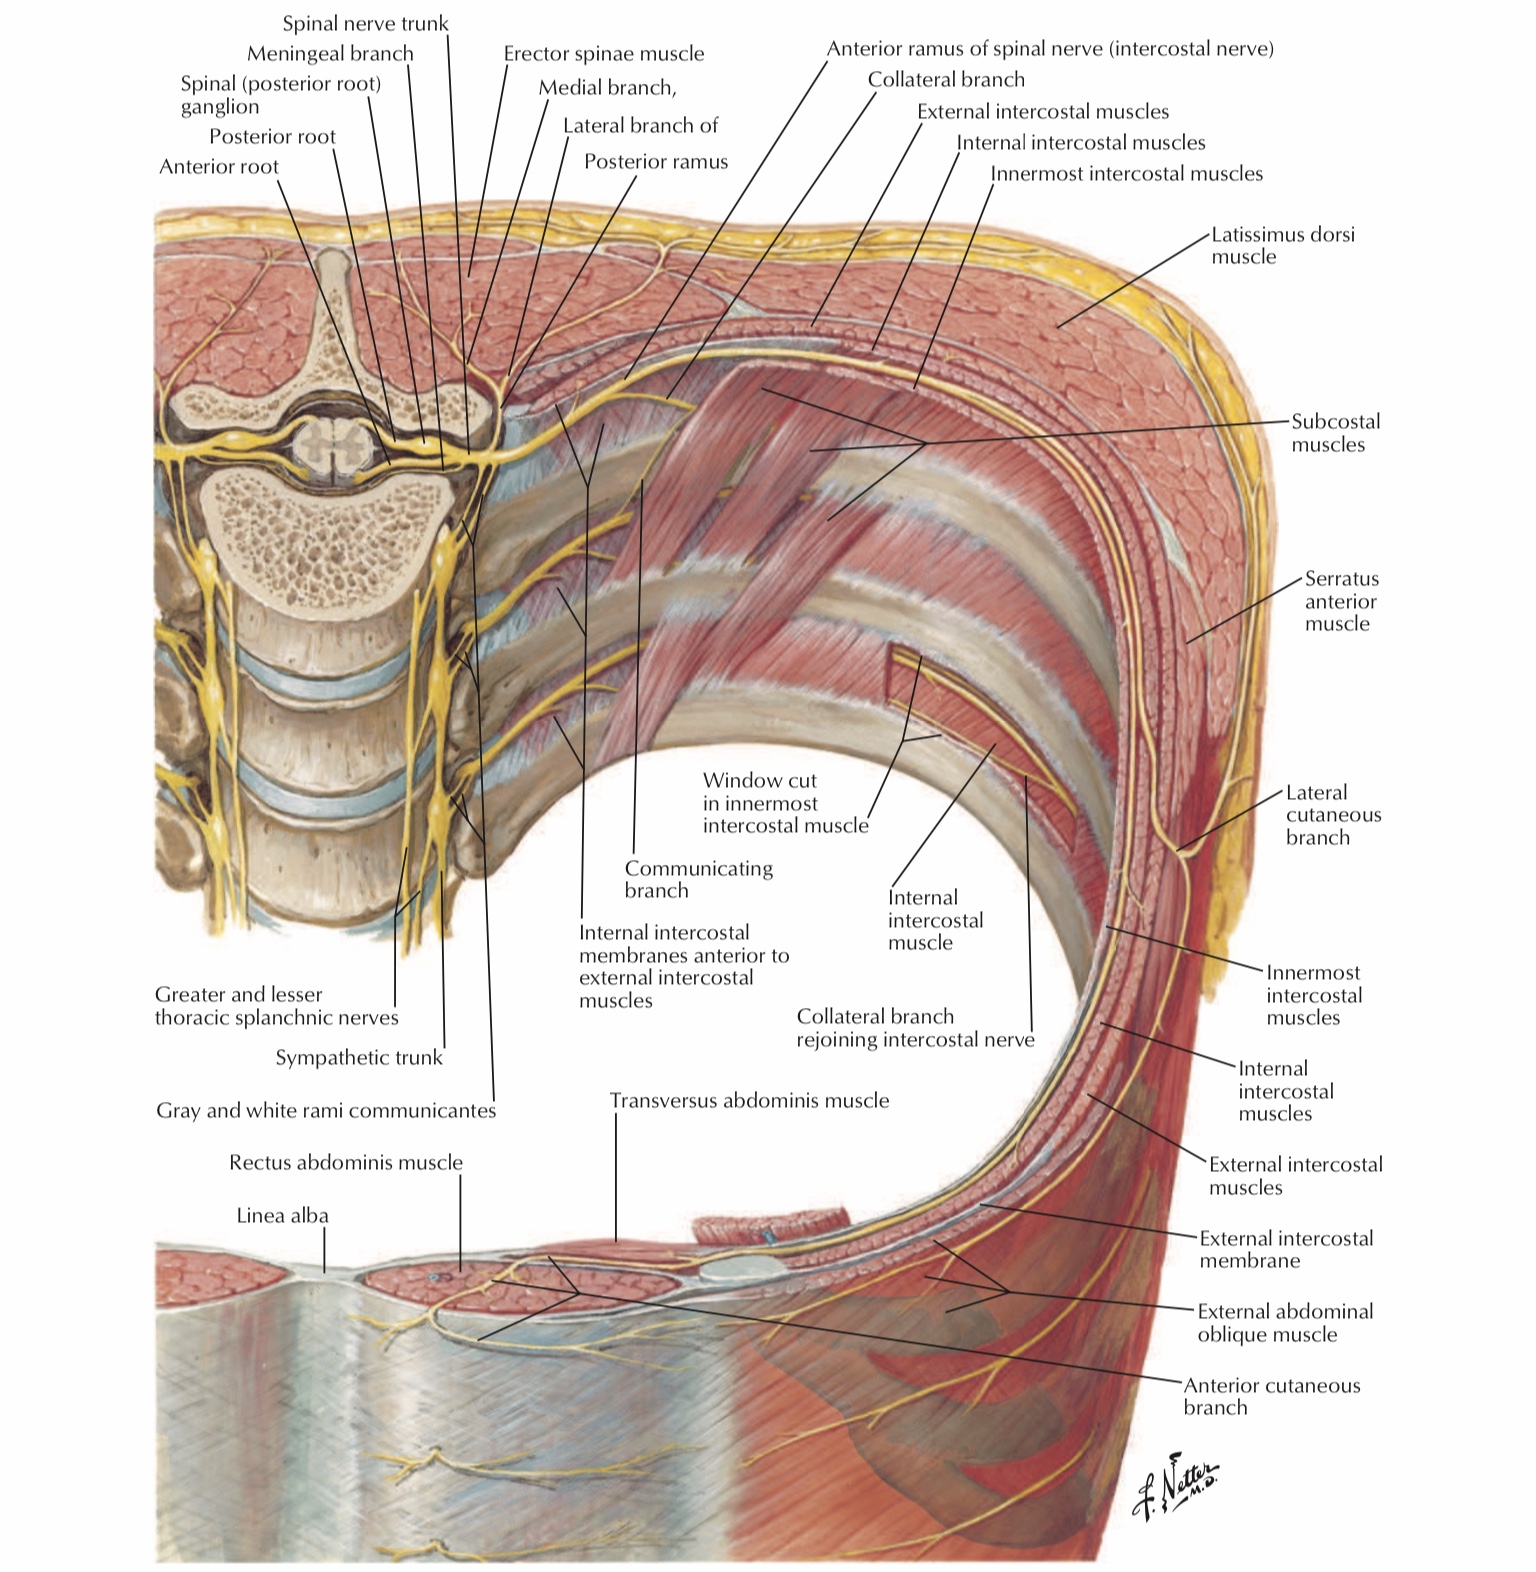 Spinal nerve trunk
Meningeal branch
Spinal (posterior root)
ganglion
Posterior root
Anterior root
Erector spinae muscle
Medial branch,
Lateral branch of
Posterior ramus
Anterior ramus of spinal nerve (intercostal nerve)
Collateral branch
External intercostal muscles
Internal intercostal muscles
Innermost intercostal muscles
Latissimus dorsi
muscle
Subcostal
muscles
Serratus
anterior
muscle
Lateral
cutaneous
branch
Window cut
in innermost
intercostal muscle
Communicating
branch
Internal
intercostal
muscle
Internal intercostal
membranes anterior to
external intercostal
muscles
Innermost
intercostal
muscles
Greater and lesser
thoracic splanchnic nerves
Collateral branch
rejoining intercostal nerve
Sympathetic trunk
Internal
intercostal
muscles
Gray and white rami communicantes
Transversus abdominis muscle
Rectus abdominis muscle
External intercostal
muscles
Linea alba
External intercostal
membrane
External abdominal
oblique muscle
Anterior cutaneous
branch
F. Netter
M.D.